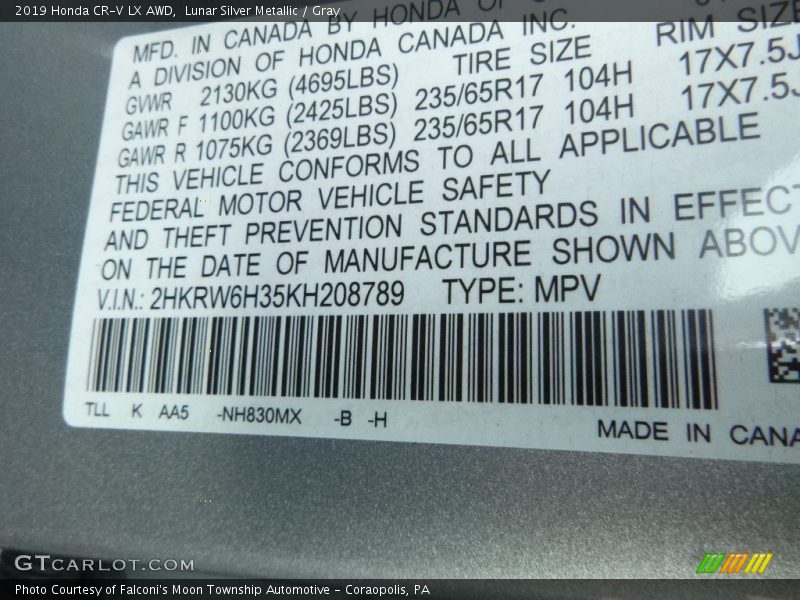 2019 Honda CR-V LX AWD, Lunar Silver Metallic / Gray
MFD. IN CANADA BY HONDA OF
A DIVISION OF HONDA CANADA INC.
TIRE SIZE RIM SIZE
GVWR 2130KG (4695LBS)
GAWR F 1100KG (2425LBS) 235/65R17 104H 17X7.5J
GAWR R 1075KG (2369LBS) 235/65R17 104H 17X7.5J
THIS VEHICLE CONFORMS TO ALL APPLICABLE
FEDERAL MOTOR VEHICLE SAFETY
AND THEFT PREVENTION STANDARDS IN EFFECT
ON THE DATE OF MANUFACTURE SHOWN ABOV
V.I.N.: 2HKRW6H35KH208789 TYPE: MPV
TLL K AA5 -NH830MX -B -H
MADE IN CANA
GTCARLOT.COM
Photo Courtesy of Falconi's Moon Township Automotive - Coraopolis, PA